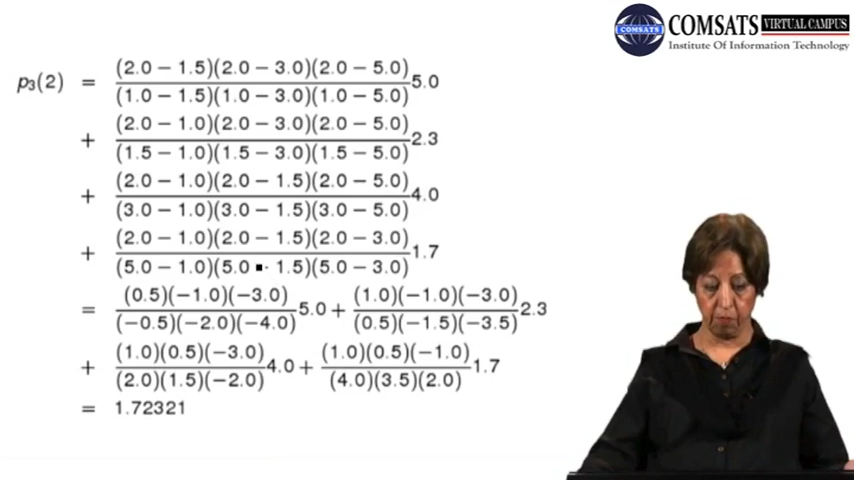 COMSATS VIRTUAL CAMPUS
COMSATS
Institute Of Information Technology
p₃(2) = (2.0 − 1.5)(2.0 − 3.0)(2.0 − 5.0)
(1.0 − 1.5)(1.0 − 3.0)(1.0 − 5.0) 5.0
+ (2.0 − 1.0)(2.0 − 3.0)(2.0 − 5.0)
(1.5 − 1.0)(1.5 − 3.0)(1.5 − 5.0) 2.3
+ (2.0 − 1.0)(2.0 − 1.5)(2.0 − 5.0)
(3.0 − 1.0)(3.0 − 1.5)(3.0 − 5.0) 4.0
+ (2.0 − 1.0)(2.0 − 1.5)(2.0 − 3.0)
(5.0 − 1.0)(5.0 − 1.5)(5.0 − 3.0) 1.7
= (0.5)(−1.0)(−3.0) (1.0)(−1.0)(−3.0)
(−0.5)(−2.0)(−4.0) 5.0 + (0.5)(−1.5)(−3.5) 2.3
+ (1.0)(0.5)(−3.0) (1.0)(0.5)(−1.0)
(2.0)(1.5)(−2.0) 4.0 + (4.0)(3.5)(2.0) 1.7
= 1.72321